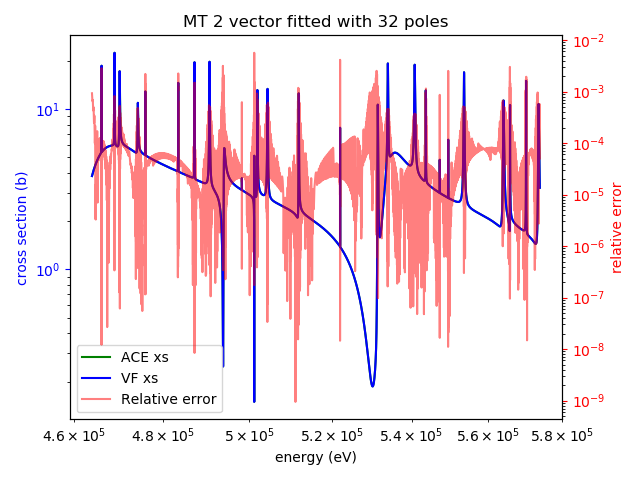 MT 2 vector fitted with 32 poles
cross section (b)
10¹
10⁰
10⁻²
10⁻³
10⁻⁴
10⁻⁵
10⁻⁶
10⁻⁷
10⁻⁸
10⁻⁹
relative error
ACE xs
VF xs
Relative error
4.6 × 10⁵ 4.8 × 10⁵ 5 × 10⁵ 5.2 × 10⁵ 5.4 × 10⁵ 5.6 × 10⁵ 5.8 × 10⁵
energy (eV)